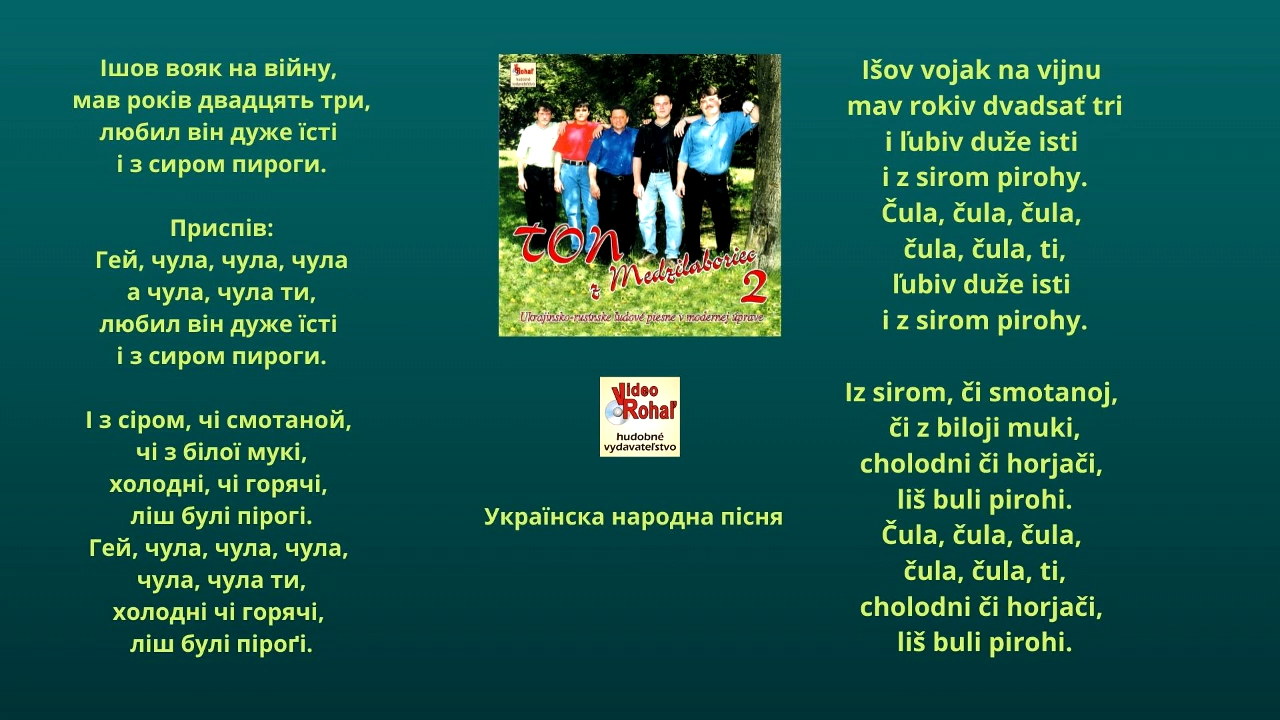 Ішов вояк на війну,
мав років двадцять три,
любил він дуже їсті
і з сиром пироги.
Приспів:
Гей, чула, чула, чула
а чула, чула ти,
любил він дуже їсті
і з сиром пироги.
І з сіром, чі смотаной,
чі з білої мукі,
холодні, чі горячі,
ліш булі пірогі.
Гей, чула, чула, чула,
чула, чула ти,
холодні чі горячі,
ліш булі піроґі.
Rohaľ
ton
z Medzilaboriec
2
Ukrajinsko-rusínske ľudové piesne v modernej úprave
Video
Rohaľ
hudobné
vydavateľstvo
Українска народна пісня
Išov vojak na vijnu
mav rokiv dvadsať tri
i ľubiv duže isti
i z sirom pirohy.
Čula, čula, čula,
čula, čula, ti,
ľubiv duže isti
i z sirom pirohy.
Iz sirom, či smotanoj,
či z biloji muki,
cholodni či horjači,
liš buli pirohi.
Čula, čula, čula,
čula, čula, ti,
cholodni či horjači,
liš buli pirohi.